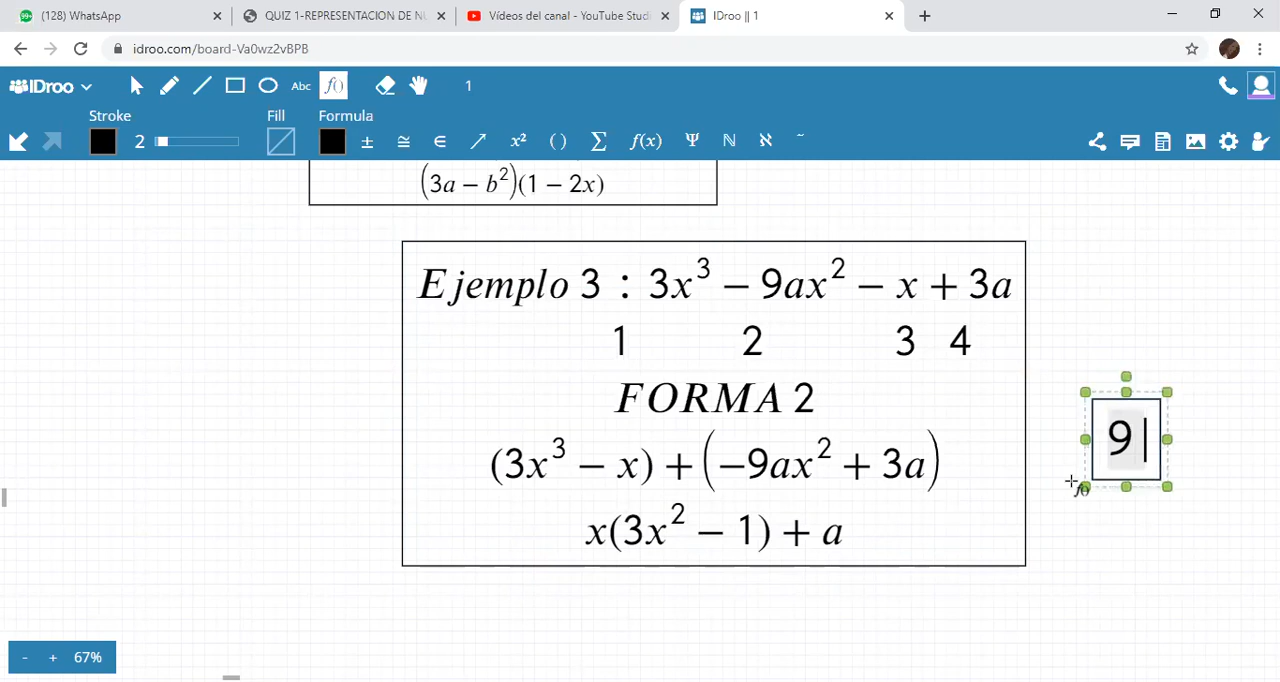 (128) WhatsApp
QUIZ 1-REPRESENTACION DE NU
Vídeos del canal - YouTube Studi
IDroo || 1
idroo.com/board-Va0wz2vBPB
IDroo
Abc
f()
1
Stroke
Fill
Formula
2
± ≅ ∈ x² ( ) ∑ f(x) Ψ ℕ ℵ ~
(3a − b²)(1 − 2x)
Ejemplo 3 : 3x³ − 9ax² − x + 3a
1 2 3 4
FORMA 2
(3x³ − x) + (−9ax² + 3a)
x(3x² − 1) + a
9
f()
- + 67%